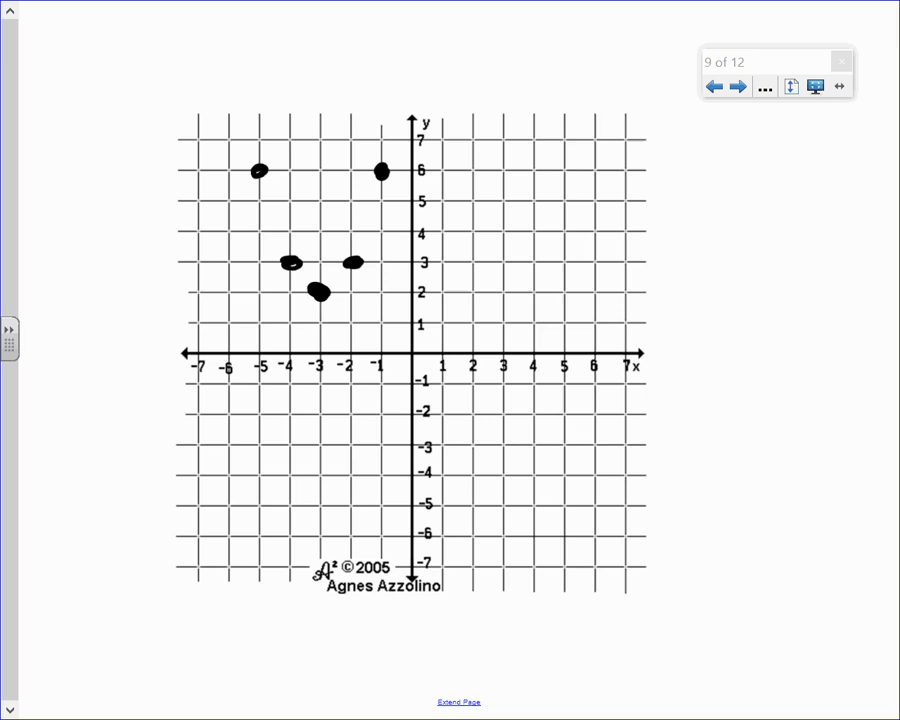 9 of 12
y
7
6
5
4
3
2
1
-7 -6 -5 -4 -3 -2 -1 1 2 3 4 5 6 7 x
-1
-2
-3
-4
-5
-6
-7
A² ©2005
Agnes Azzolino
Extend Page